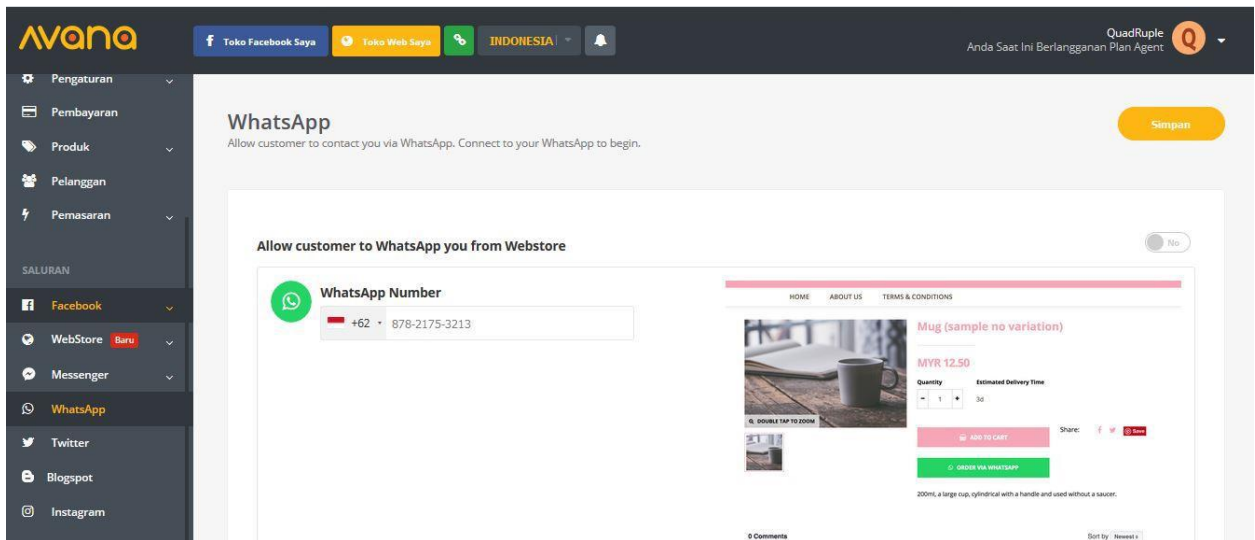 AVANA
Toko Facebook Saya
Toko Web Saya
INDONESIA
QuadRuple
Anda Saat Ini Berlangganan Plan Agent
Q
Pengaturan
Pembayaran
Produk
Pelanggan
Pemasaran
SALURAN
Facebook
WebStore Baru
Messenger
WhatsApp
Twitter
Blogspot
Instagram
WhatsApp
Allow customer to contact you via WhatsApp. Connect to your WhatsApp to begin.
Simpan
Allow customer to WhatsApp you from Webstore
No
WhatsApp Number
+62 878-2175-3213
HOME ABOUT US TERMS & CONDITIONS
Mug (sample no variation)
MYR 12.50
Quantity Estimated Delivery Time
- 1 + 3d
DOUBLE TAP TO ZOOM
ADD TO CART
Share: Save
ORDER VIA WHATSAPP
200ml, a large cup, cylindrical with a handle and used without a saucer.
0 Comments
Sort by Newest